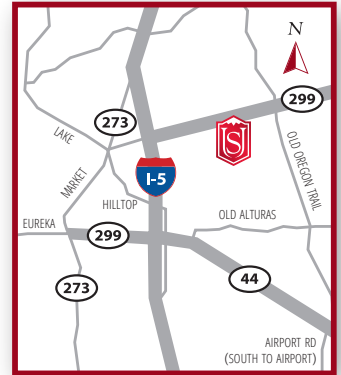 N
299
273
LAKE
SU
OLD OREGON TRAIL
MARKET
I-5
HILLTOP
OLD ALTURAS
EUREKA
299
44
273
AIRPORT RD
(SOUTH TO AIRPORT)